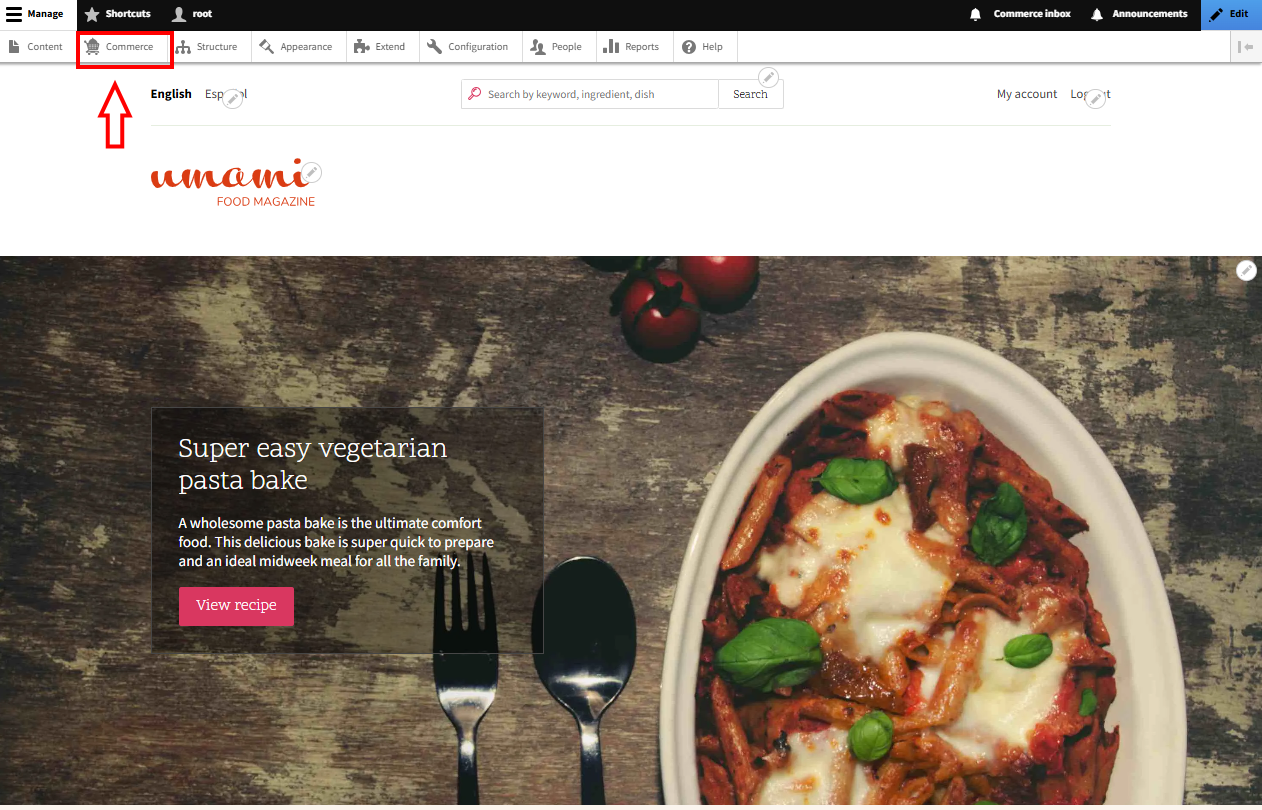 Manage Shortcuts root Commerce inbox Announcements Edit
Content Commerce Structure Appearance Extend Configuration People Reports Help
English Search by keyword, ingredient, dish Search My account
umami
FOOD MAGAZINE
Super easy vegetarian
pasta bake
A wholesome pasta bake is the ultimate comfort
food. This delicious bake is super quick to prepare
and an ideal midweek meal for all the family.
View recipe